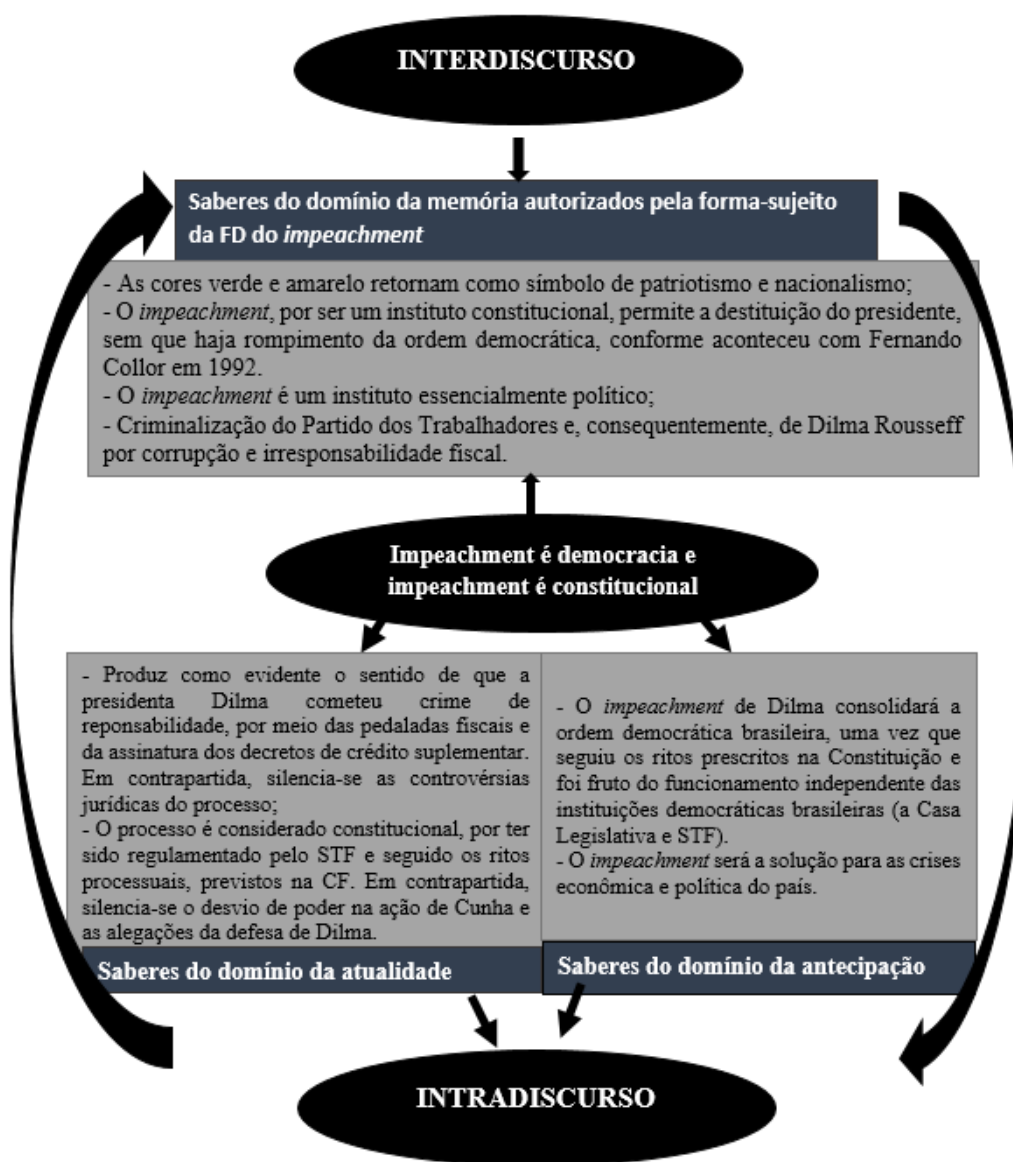 INTERDISCURSO
Saberes do domínio da memória autorizados pela forma-sujeito
da FD do impeachment
- As cores verde e amarelo retornam como símbolo de patriotismo e nacionalismo;
- O impeachment, por ser um instituto constitucional, permite a destituição do presidente,
sem que haja rompimento da ordem democrática, conforme aconteceu com Fernando
Collor em 1992.
- O impeachment é um instituto essencialmente político;
- Criminalização do Partido dos Trabalhadores e, consequentemente, de Dilma Rousseff
por corrupção e irresponsabilidade fiscal.
Impeachment é democracia e
impeachment é constitucional
- Produz como evidente o sentido de que a
presidenta Dilma cometeu crime de
reponsabilidade, por meio das pedaladas fiscais e
da assinatura dos decretos de crédito suplementar.
Em contrapartida, silencia-se as controvérsias
jurídicas do processo;
- O processo é considerado constitucional, por ter
sido regulamentado pelo STF e seguido os ritos
processuais, previstos na CF. Em contrapartida,
silencia-se o desvio de poder na ação de Cunha e
as alegações da defesa de Dilma.
Saberes do domínio da atualidade
- O impeachment de Dilma consolidará a
ordem democrática brasileira, uma vez que
seguiu os ritos prescritos na Constituição e
foi fruto do funcionamento independente das
instituições democráticas brasileiras (a Casa
Legislativa e STF).
- O impeachment será a solução para as crises
econômica e política do país.
Saberes do domínio da antecipação
INTRADISCURSO